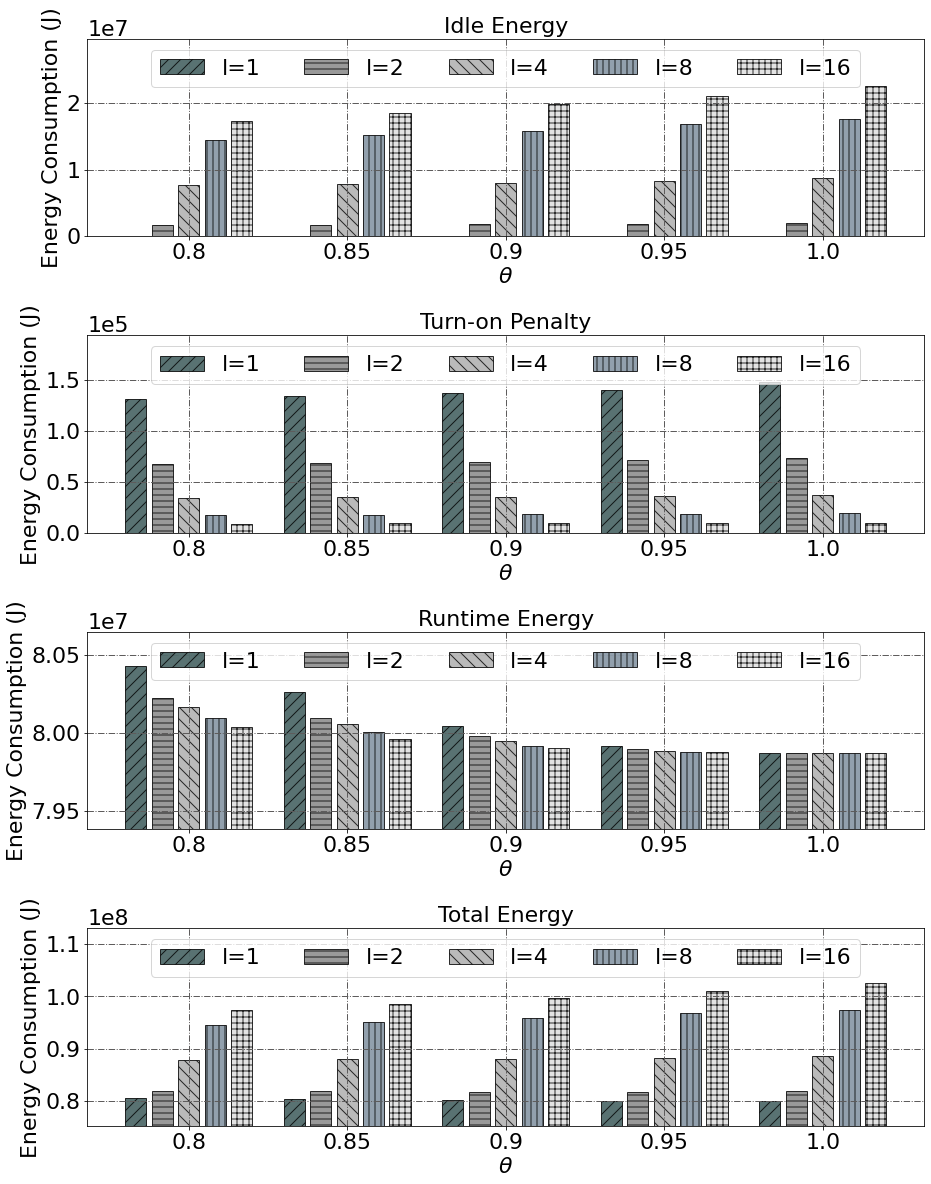 Idle Energy
1e7
Energy Consumption (J)
l=1 l=2 l=4 l=8 l=16
2
1
0
0.8 0.85 0.9 0.95 1.0
θ
Turn-on Penalty
1e5
Energy Consumption (J)
l=1 l=2 l=4 l=8 l=16
1.5
1.0
0.5
0.0
0.8 0.85 0.9 0.95 1.0
θ
Runtime Energy
1e7
Energy Consumption (J)
l=1 l=2 l=4 l=8 l=16
8.05
8.00
7.95
0.8 0.85 0.9 0.95 1.0
θ
Total Energy
1e8
Energy Consumption (J)
1.1
l=1 l=2 l=4 l=8 l=16
1.0
0.9
0.8
0.8 0.85 0.9 0.95 1.0
θ